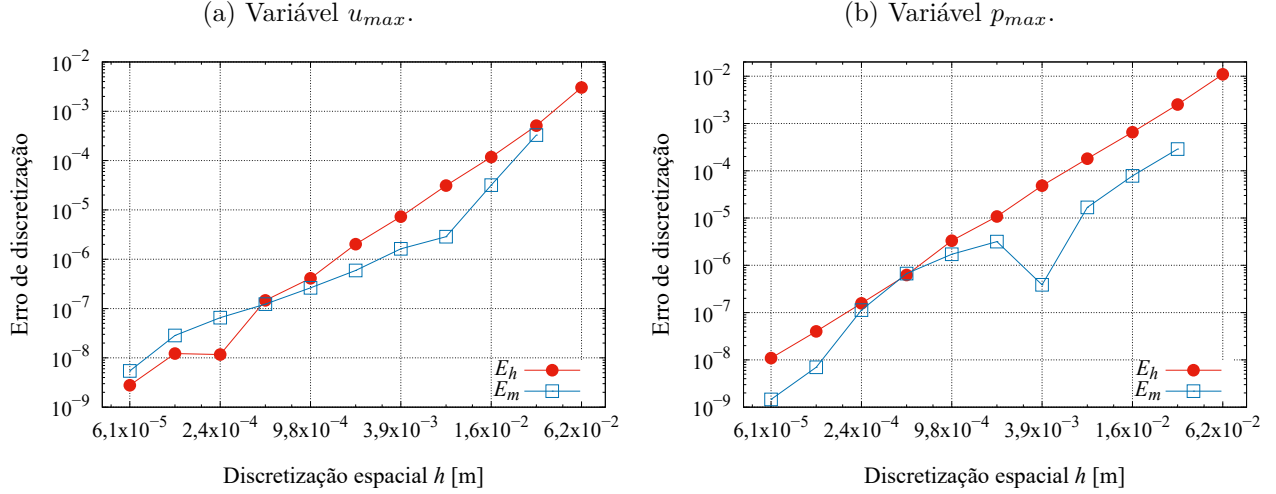 (a) Variável u_{max}.
10^{-2}
10^{-3}
10^{-4}
10^{-5}
10^{-6}
10^{-7}
10^{-8}
10^{-9}
Erro de discretização
E_h
E_m
6,1x10^{-5} 2,4x10^{-4} 9,8x10^{-4} 3,9x10^{-3} 1,6x10^{-2} 6,2x10^{-2}
Discretização espacial h [m]
(b) Variável p_{max}.
10^{-2}
10^{-3}
10^{-4}
10^{-5}
10^{-6}
10^{-7}
10^{-8}
10^{-9}
Erro de discretização
E_h
E_m
6,1x10^{-5} 2,4x10^{-4} 9,8x10^{-4} 3,9x10^{-3} 1,6x10^{-2} 6,2x10^{-2}
Discretização espacial h [m]